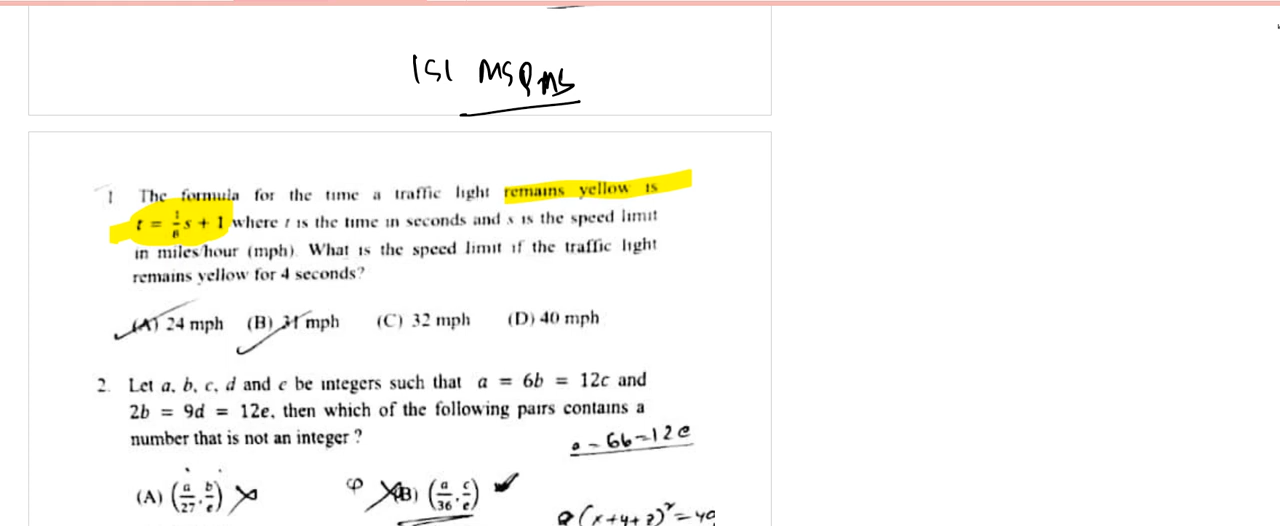 ISI MSQMS
1 The formula for the time a traffic light remains yellow is
t = 1/8 s + 1 where t is the time in seconds and s is the speed limit
in miles/hour (mph). What is the speed limit if the traffic light
remains yellow for 4 seconds?
(A) 24 mph (B) 31 mph (C) 32 mph (D) 40 mph
2. Let a, b, c, d and e be integers such that a = 6b = 12c and
2b = 9d = 12e, then which of the following pairs contains a
number that is not an integer ?
a = 6b = 12c
(A) (a/27, b/e) (B) (a/36, c/e)
(x+y+z)² = 49